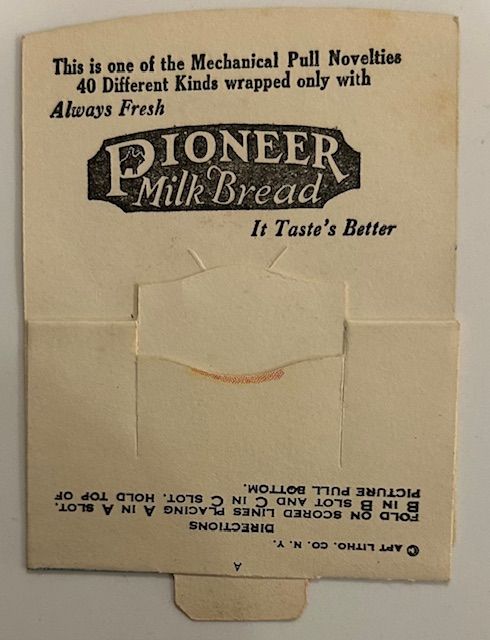 This is one of the Mechanical Pull Novelties
40 Different Kinds wrapped only with
Always Fresh
PIONEER
Milk Bread
It Taste's Better
A
© APT LITHO. CO. N. Y.
DIRECTIONS
FOLD ON SCORED LINES PLACING A IN A SLOT.
B IN B SLOT AND C IN C SLOT. HOLD TOP OF
PICTURE PULL BOTTOM.